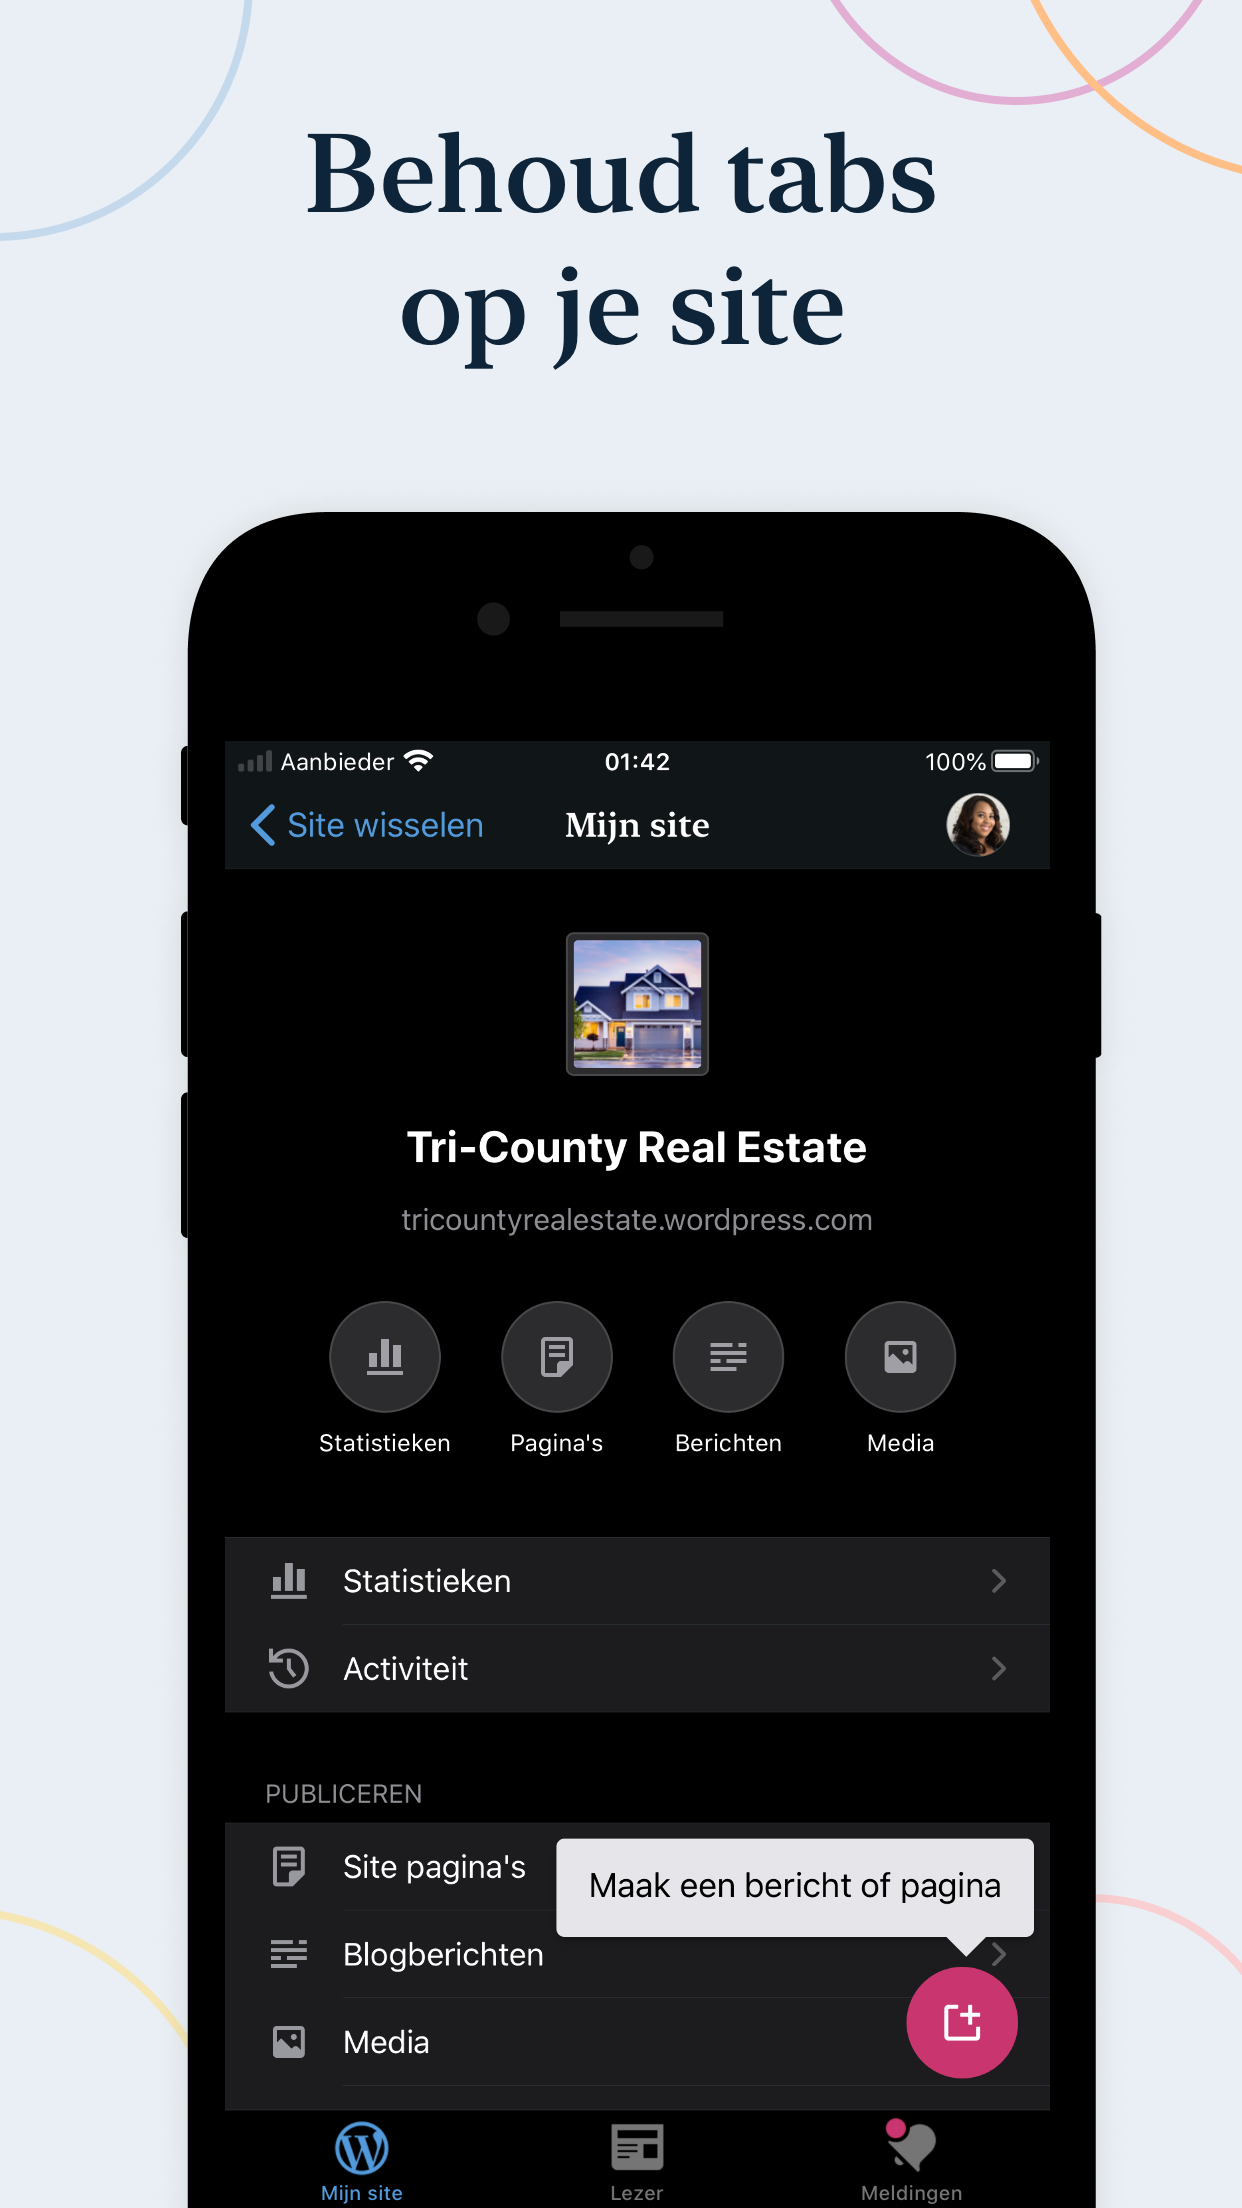 Behoud tabs
op je site
Aanbieder
01:42
100%
Site wisselen
Mijn site
Tri-County Real Estate
tricountyrealestate.wordpress.com
Statistieken
Pagina's
Berichten
Media
Statistieken
Activiteit
PUBLICEREN
Site pagina's
Maak een bericht of pagina
Blogberichten
Media
Mijn site
Lezer
Meldingen